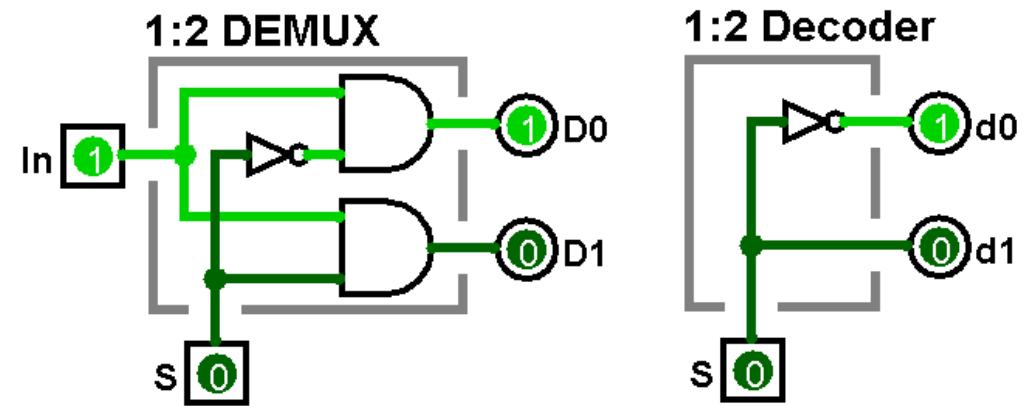 1:2 DEMUX
In 1
1 D0
0 D1
S 0
1:2 Decoder
1 d0
0 d1
S 0